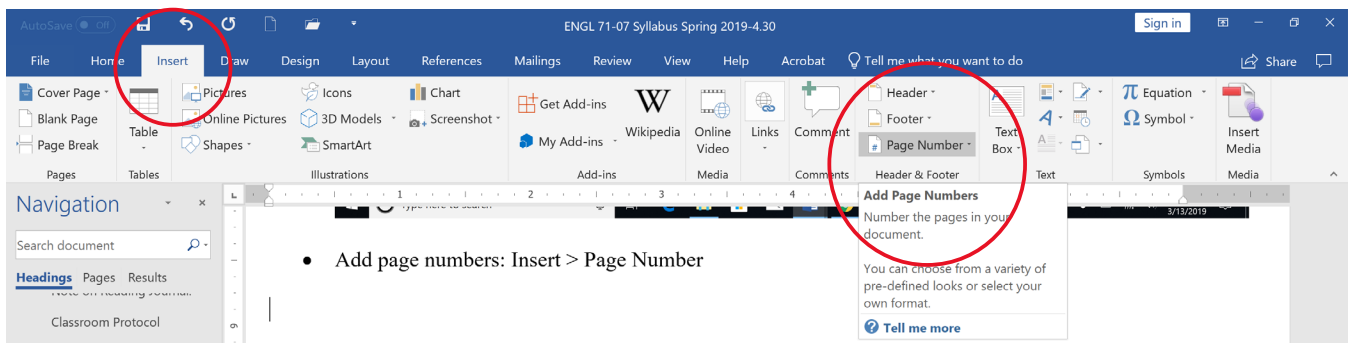 AutoSave Off ENGL 71-07 Syllabus Spring 2019-4.30 Sign in
File Home Insert Draw Design Layout References Mailings Review View Help Acrobat Tell me what you want to do Share
Cover Page
Blank Page
Page Break
Pages
Table
Tables
Pictures
Online Pictures
Shapes
Icons
3D Models
SmartArt
Chart
Screenshot
Illustrations
Get Add-ins
My Add-ins
W
Wikipedia
Add-ins
Online
Video
Media
Links
Comment
Comments
Header
Footer
# Page Number
Header & Footer
Text
Box
Text
π Equation
Ω Symbol
Symbols
Insert
Media
Media
Navigation
Search document
Headings Pages Results
Classroom Protocol
1 2 3 4
3/13/2019
• Add page numbers: Insert > Page Number
Add Page Numbers
Number the pages in your
document.
You can choose from a variety of
pre-defined looks or select your
own format.
Tell me more